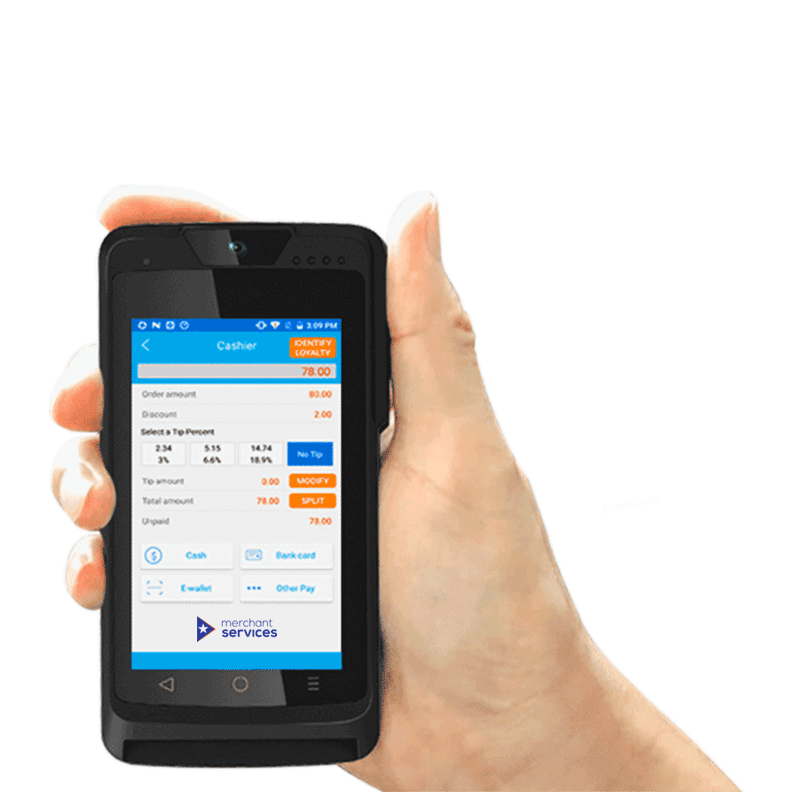 3.09 PM
Cashier
IDENTIFY
LOYALTY
78.00
Order amount 80.00
Discount 2.00
Select a Tip Percent
2.34 5.15 14.74 No Tip
3% 6.6% 18.9%
Tip amount 0.00 MODIFY
Total amount 78.00 SPLIT
Unpaid 78.00
Cash Bank card
E-wallet Other Pay
merchant
services